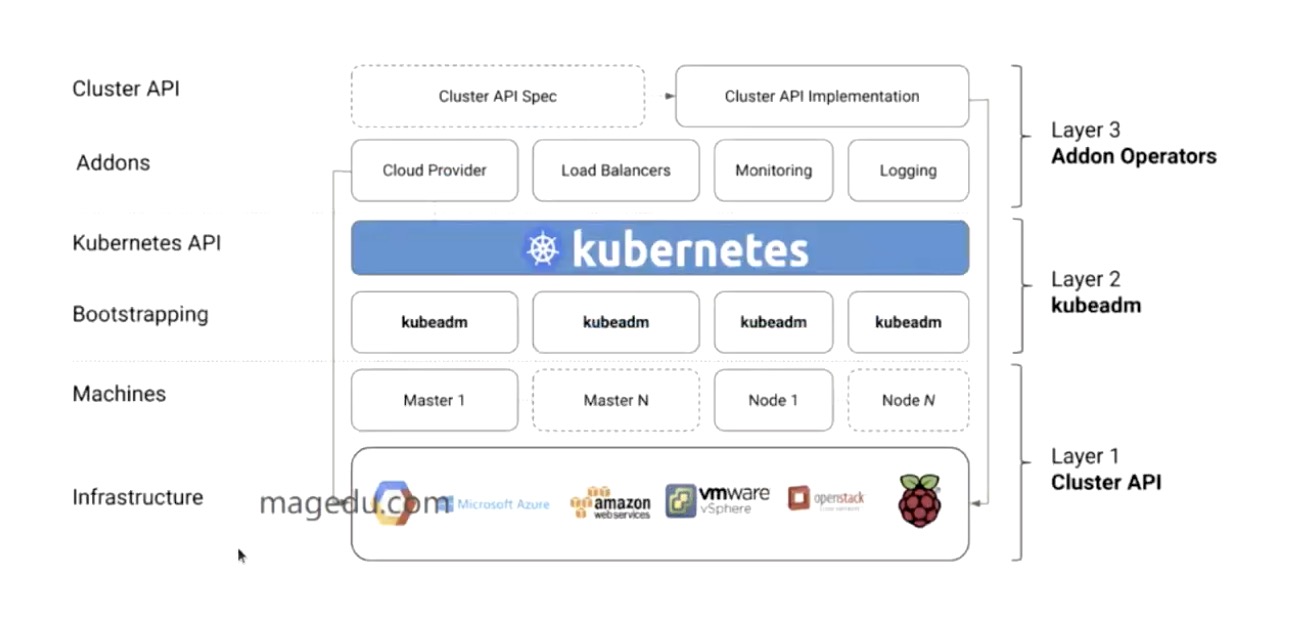 Cluster API
Cluster API Spec
Cluster API Implementation
Layer 3
Addon Operators
Addons
Cloud Provider
Load Balancers
Monitoring
Logging
Kubernetes API
kubernetes
Layer 2
kubeadm
Bootstrapping
kubeadm
kubeadm
kubeadm
kubeadm
Machines
Master 1
Master N
Node 1
Node N
Layer 1
Cluster API
Infrastructure
magedu.com
Microsoft Azure
amazon
webservices
vmware
vSphere
openstack